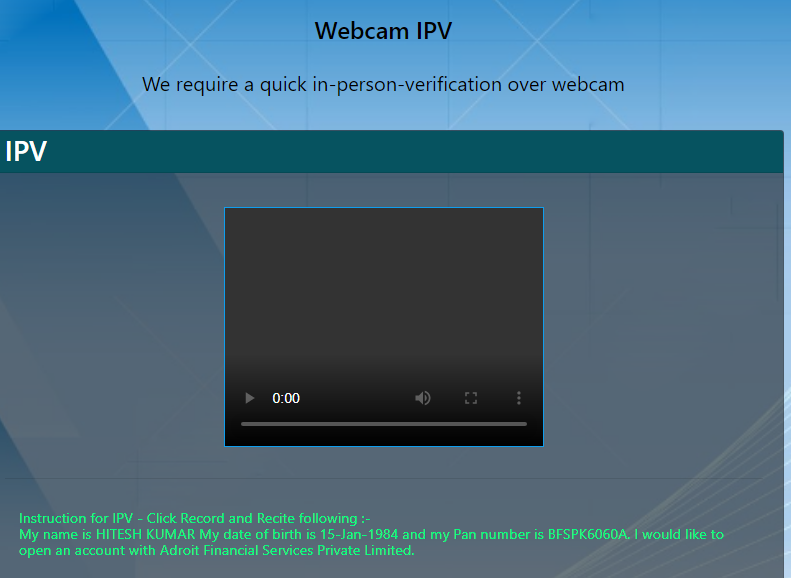 Webcam IPV
We require a quick in-person-verification over webcam
IPV
0:00
Instruction for IPV - Click Record and Recite following :-
My name is HITESH KUMAR My date of birth is 15-Jan-1984 and my Pan number is BFSPK6060A. I would like to
open an account with Adroit Financial Services Private Limited.